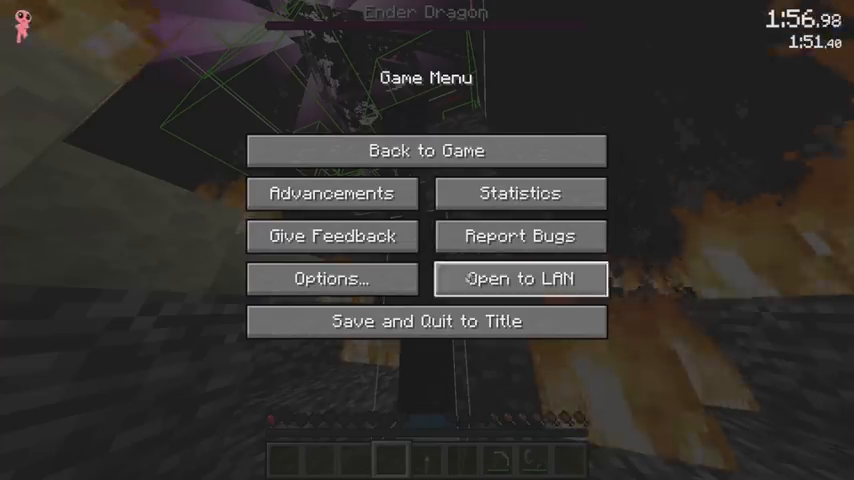 Ender Dragon
1:56.98
1:51.40
Game Menu
Back to Game
Advancements
Statistics
Give Feedback
Report Bugs
Options...
Open to LAN
Save and Quit to Title